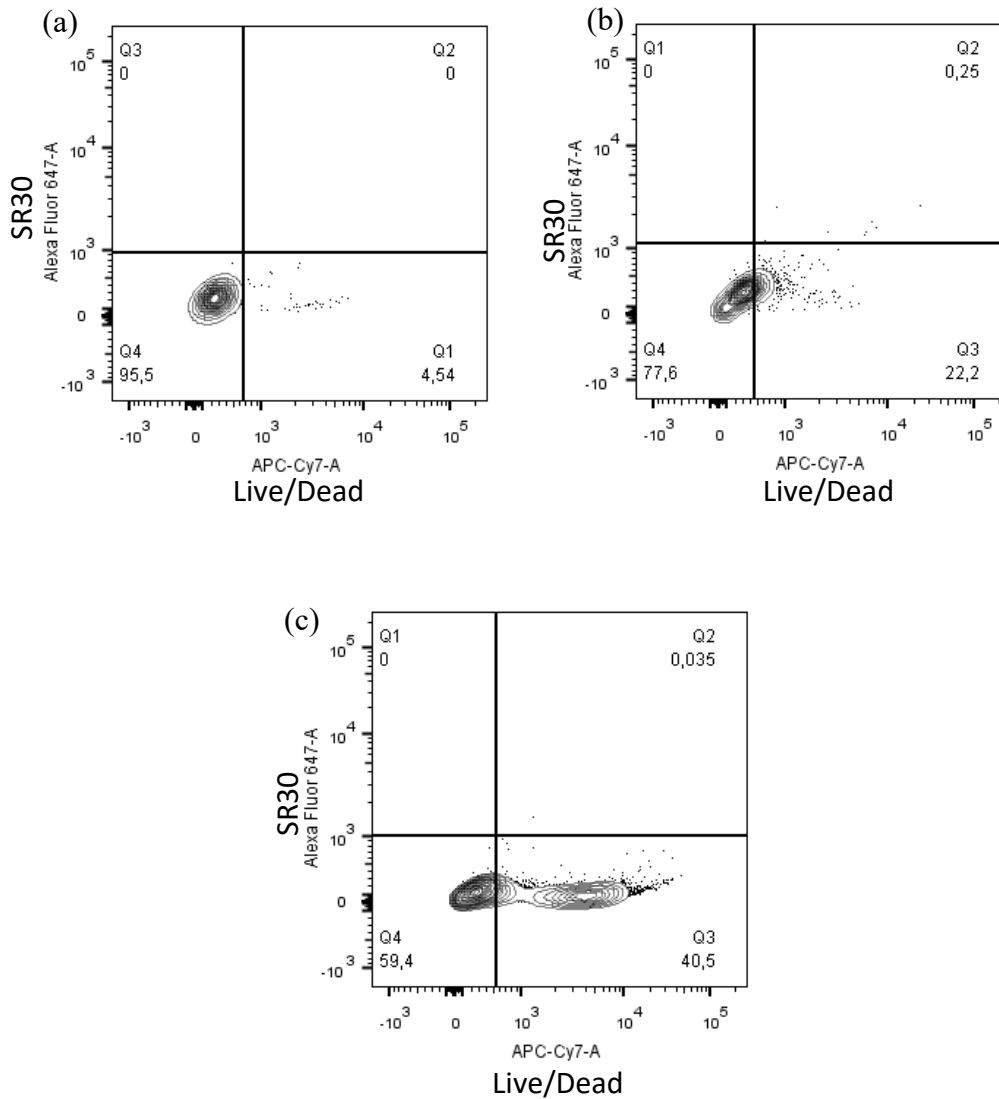 (a)
Q3
0
Q2
0
10^5
10^4
10^3
0
-10^3
SR30
Alexa Fluor 647-A
Q4
95,5
Q1
4,54
-10^3 0 10^3 10^4 10^5
APC-Cy7-A
Live/Dead
(b)
Q1
0
Q2
0,25
10^5
10^4
10^3
0
-10^3
SR30
Alexa Fluor 647-A
Q4
77,6
Q3
22,2
-10^3 0 10^3 10^4 10^5
APC-Cy7-A
Live/Dead
(c)
Q1
0
Q2
0,035
10^5
10^4
10^3
0
-10^3
SR30
Alexa Fluor 647-A
Q4
59,4
Q3
40,5
-10^3 0 10^3 10^4 10^5
APC-Cy7-A
Live/Dead